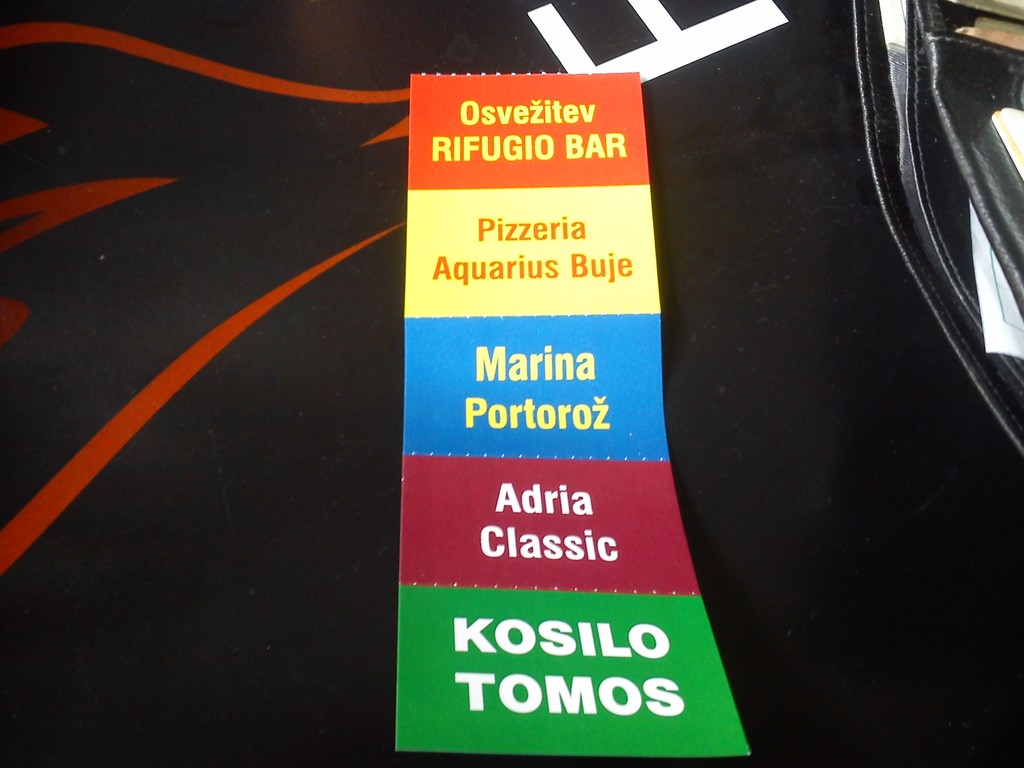 Osvežitev
RIFUGIO BAR
Pizzeria
Aquarius Buje
Marina
Portorož
Adria
Classic
KOSILO
TOMOS